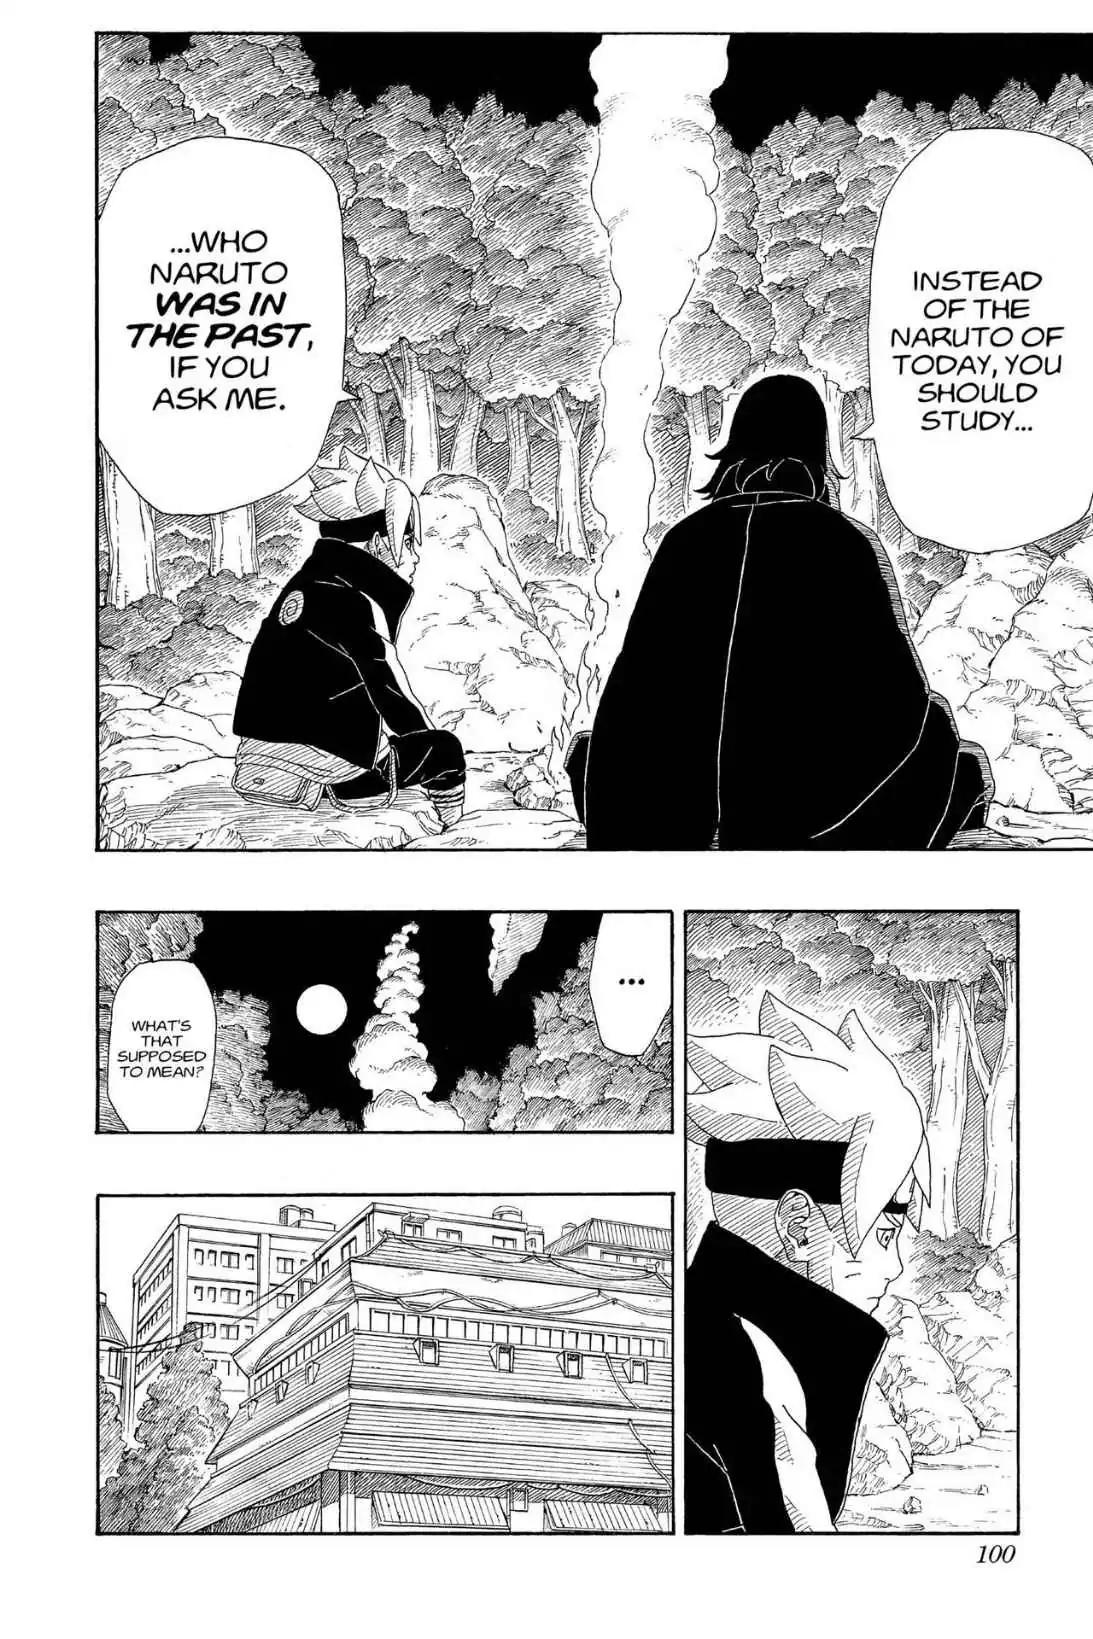 INSTEAD
OF THE
NARUTO OF
TODAY, YOU
SHOULD
STUDY...
...WHO
NARUTO
WAS IN
THE PAST,
IF YOU
ASK ME.
...
WHAT'S
THAT
SUPPOSED
TO MEAN?
100